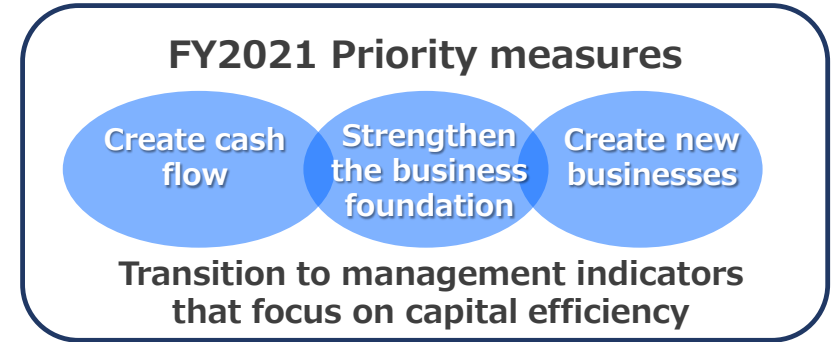 FY2021 Priority measures
Create cash
flow
Strengthen
the business
foundation
Create new
businesses
Transition to management indicators
that focus on capital efficiency